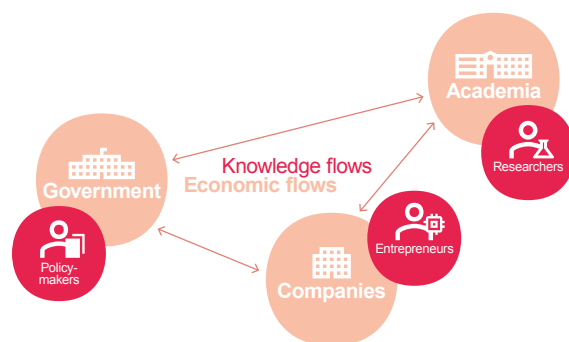 Academia
Researchers
Knowledge flows
Economic flows
Government
Policy-
makers
Entrepreneurs
Companies